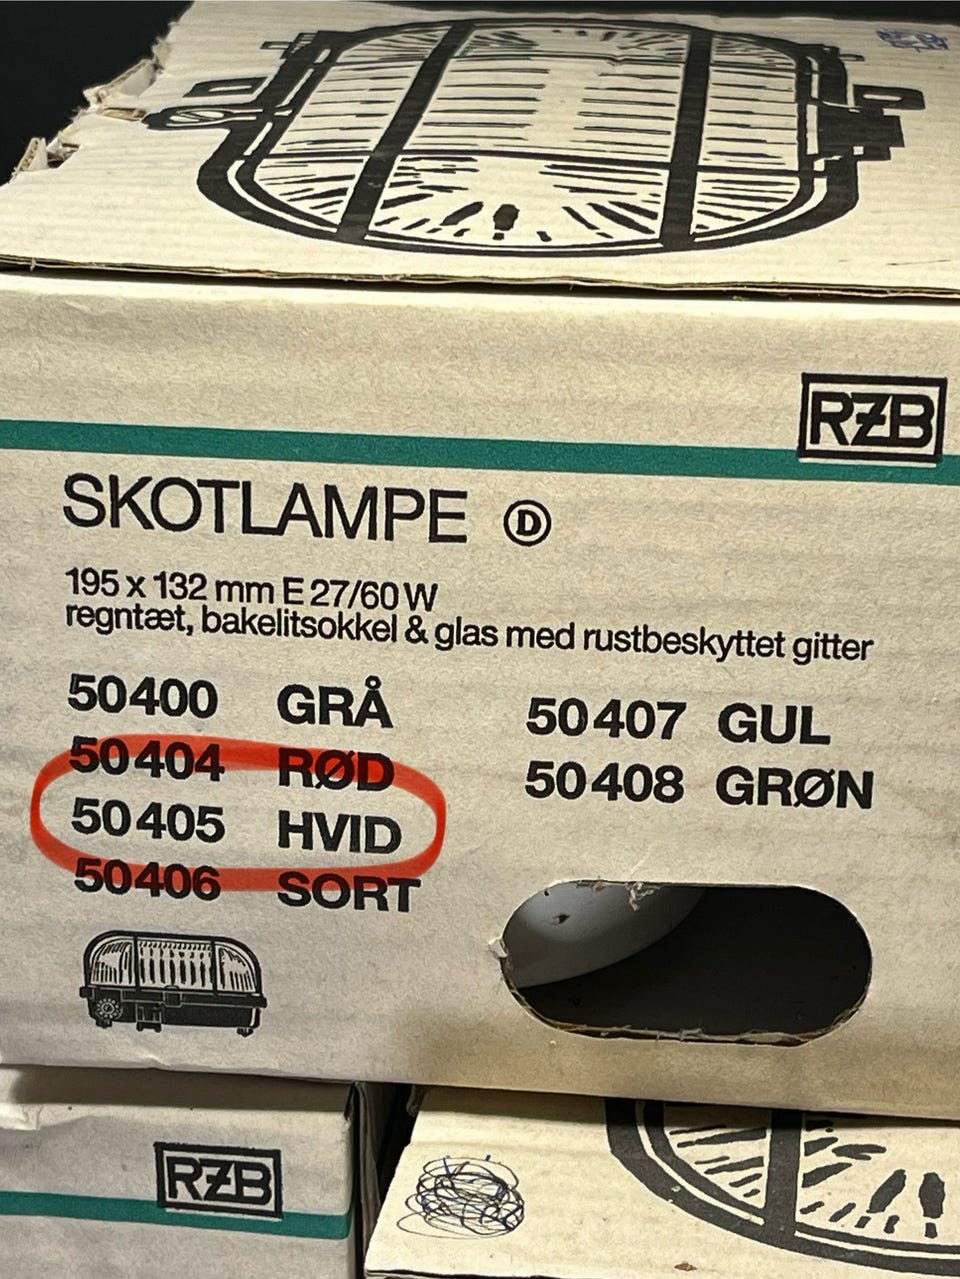 RZB
SKOTLAMPE D
195 x 132 mm E 27/60 W
regntæt, bakelitsokkel & glas med rustbeskyttet gitter
50400 GRÅ
50404 RØD
50405 HVID
50406 SORT
50407 GUL
50408 GRØN
RZB